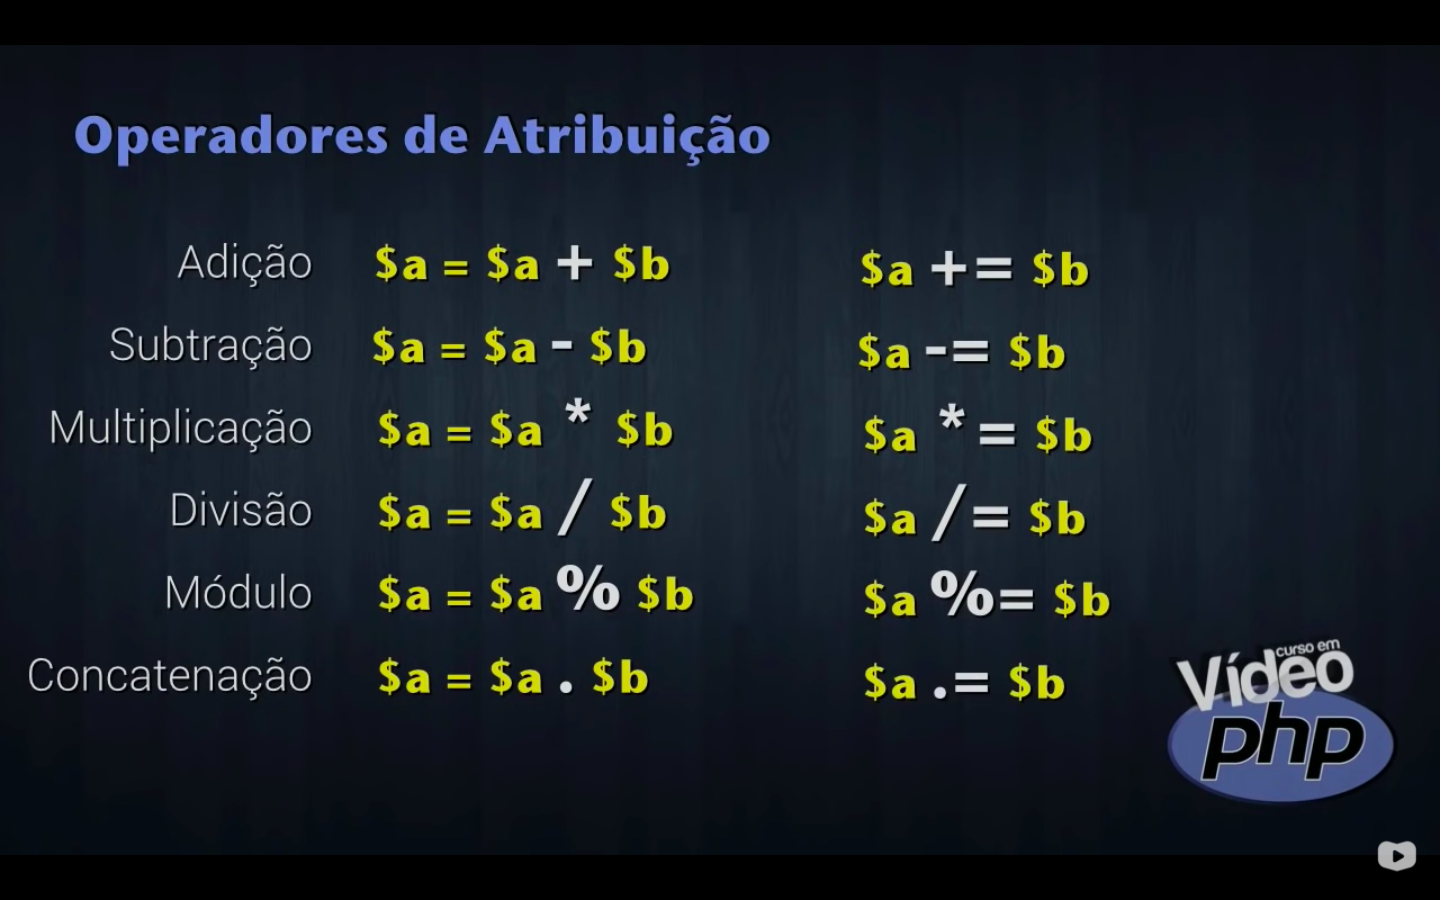 Operadores de Atribuição
Adição $a = $a + $b $a += $b
Subtração $a = $a - $b $a -= $b
Multiplicação $a = $a * $b $a *= $b
Divisão $a = $a / $b $a /= $b
Módulo $a = $a % $b $a %= $b
Concatenação $a = $a . $b $a .= $b
curso em
Vídeo
php